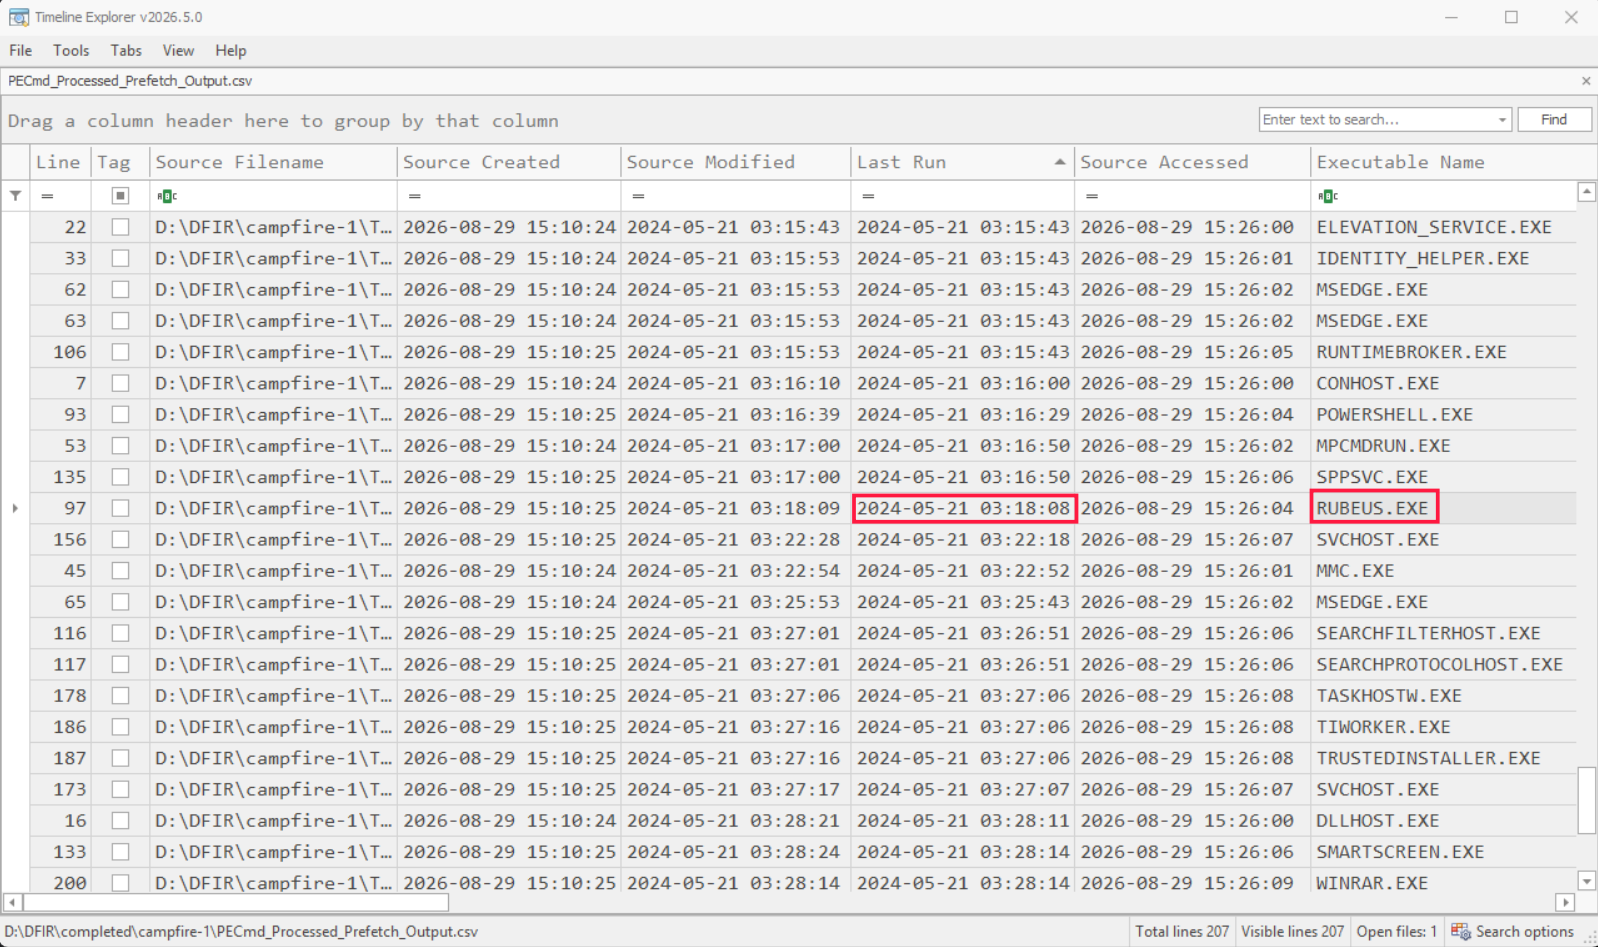 Timeline Explorer v2026.5.0
File Tools Tabs View Help
PECmd_Processed_Prefetch_Output.csv
Drag a column header here to group by that column Enter text to search... Find
Line Tag Source Filename Source Created Source Modified Last Run Source Accessed Executable Name
= ABC = = = = ABC
22 D:\DFIR\campfire-1\T... 2026-08-29 15:10:24 2024-05-21 03:15:43 2024-05-21 03:15:43 2026-08-29 15:26:00 ELEVATION_SERVICE.EXE
33 D:\DFIR\campfire-1\T... 2026-08-29 15:10:24 2024-05-21 03:15:53 2024-05-21 03:15:43 2026-08-29 15:26:01 IDENTITY_HELPER.EXE
62 D:\DFIR\campfire-1\T... 2026-08-29 15:10:24 2024-05-21 03:15:53 2024-05-21 03:15:43 2026-08-29 15:26:02 MSEDGE.EXE
63 D:\DFIR\campfire-1\T... 2026-08-29 15:10:24 2024-05-21 03:15:53 2024-05-21 03:15:43 2026-08-29 15:26:02 MSEDGE.EXE
106 D:\DFIR\campfire-1\T... 2026-08-29 15:10:25 2024-05-21 03:15:53 2024-05-21 03:15:43 2026-08-29 15:26:05 RUNTIMEBROKER.EXE
7 D:\DFIR\campfire-1\T... 2026-08-29 15:10:24 2024-05-21 03:16:10 2024-05-21 03:16:00 2026-08-29 15:26:00 CONHOST.EXE
93 D:\DFIR\campfire-1\T... 2026-08-29 15:10:25 2024-05-21 03:16:39 2024-05-21 03:16:29 2026-08-29 15:26:04 POWERSHELL.EXE
53 D:\DFIR\campfire-1\T... 2026-08-29 15:10:24 2024-05-21 03:17:00 2024-05-21 03:16:50 2026-08-29 15:26:02 MPCMDRUN.EXE
135 D:\DFIR\campfire-1\T... 2026-08-29 15:10:25 2024-05-21 03:17:00 2024-05-21 03:16:50 2026-08-29 15:26:06 SPPSVC.EXE
97 D:\DFIR\campfire-1\T... 2026-08-29 15:10:25 2024-05-21 03:18:09 2024-05-21 03:18:08 2026-08-29 15:26:04 RUBEUS.EXE
156 D:\DFIR\campfire-1\T... 2026-08-29 15:10:25 2024-05-21 03:22:28 2024-05-21 03:22:18 2026-08-29 15:26:07 SVCHOST.EXE
45 D:\DFIR\campfire-1\T... 2026-08-29 15:10:24 2024-05-21 03:22:54 2024-05-21 03:22:52 2026-08-29 15:26:01 MMC.EXE
65 D:\DFIR\campfire-1\T... 2026-08-29 15:10:24 2024-05-21 03:25:53 2024-05-21 03:25:43 2026-08-29 15:26:02 MSEDGE.EXE
116 D:\DFIR\campfire-1\T... 2026-08-29 15:10:25 2024-05-21 03:27:01 2024-05-21 03:26:51 2026-08-29 15:26:06 SEARCHFILTERHOST.EXE
117 D:\DFIR\campfire-1\T... 2026-08-29 15:10:25 2024-05-21 03:27:01 2024-05-21 03:26:51 2026-08-29 15:26:06 SEARCHPROTOCOLHOST.EXE
178 D:\DFIR\campfire-1\T... 2026-08-29 15:10:25 2024-05-21 03:27:06 2024-05-21 03:27:06 2026-08-29 15:26:08 TASKHOSTW.EXE
186 D:\DFIR\campfire-1\T... 2026-08-29 15:10:25 2024-05-21 03:27:16 2024-05-21 03:27:06 2026-08-29 15:26:08 TIWORKER.EXE
187 D:\DFIR\campfire-1\T... 2026-08-29 15:10:25 2024-05-21 03:27:16 2024-05-21 03:27:06 2026-08-29 15:26:08 TRUSTEDINSTALLER.EXE
173 D:\DFIR\campfire-1\T... 2026-08-29 15:10:25 2024-05-21 03:27:17 2024-05-21 03:27:07 2026-08-29 15:26:07 SVCHOST.EXE
16 D:\DFIR\campfire-1\T... 2026-08-29 15:10:24 2024-05-21 03:28:21 2024-05-21 03:28:11 2026-08-29 15:26:00 DLLHOST.EXE
133 D:\DFIR\campfire-1\T... 2026-08-29 15:10:25 2024-05-21 03:28:24 2024-05-21 03:28:14 2026-08-29 15:26:06 SMARTSCREEN.EXE
200 D:\DFIR\campfire-1\T... 2026-08-29 15:10:25 2024-05-21 03:28:14 2024-05-21 03:28:14 2026-08-29 15:26:09 WINRAR.EXE
D:\DFIR\completed\campfire-1\PECmd_Processed_Prefetch_Output.csv Total lines 207 Visible lines 207 Open files: 1 Search options